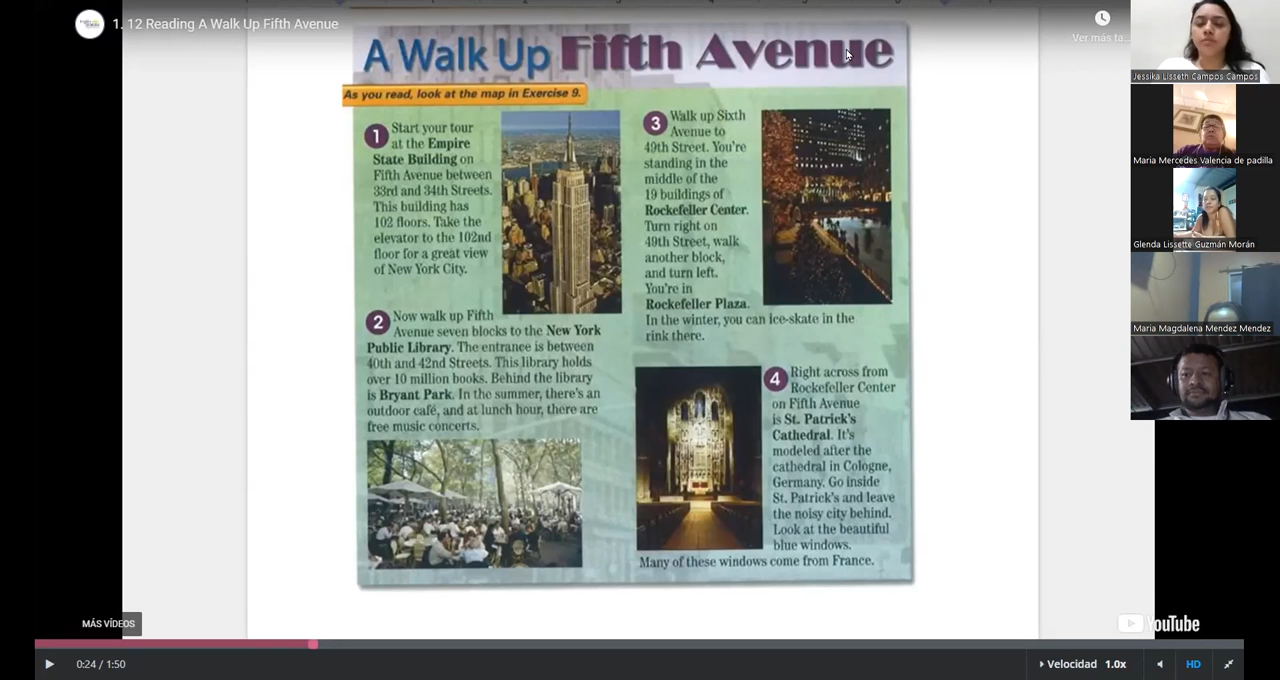 1. 12 Reading A Walk Up Fifth Avenue
Ver más ta...
A Walk Up Fifth Avenue
As you read, look at the map in Exercise 9.
1 Start your tour
at the Empire
State Building on
Fifth Avenue between
33rd and 34th Streets.
This building has
102 floors. Take the
elevator to the 102nd
floor for a great view
of New York City.
2 Now walk up Fifth
Avenue seven blocks to the New York
Public Library. The entrance is between
40th and 42nd Streets. This library holds
over 10 million books. Behind the library
is Bryant Park. In the summer, there's an
outdoor café, and at lunch hour, there are
free music concerts.
3 Walk up Sixth
Avenue to
49th Street. You're
standing in the
middle of the
19 buildings of
Rockefeller Center.
Turn right on
49th Street, walk
another block,
and turn left.
You're in
Rockefeller Plaza.
In the winter, you can ice-skate in the
rink there.
4 Right across from
Rockefeller Center
on Fifth Avenue
is St. Patrick's
Cathedral. It's
modeled after the
cathedral in Cologne,
Germany. Go inside
St. Patrick's and leave
the noisy city behind.
Look at the beautiful
blue windows.
Many of these windows come from France.
Jessika Lisseth Campos Campos
Maria Mercedes Valencia de padilla
Glenda Lissette Guzmán Morán
Maria Magdalena Mendez Mendez
MÁS VÍDEOS
YouTube
0:24 / 1:50
Velocidad 1.0x
HD